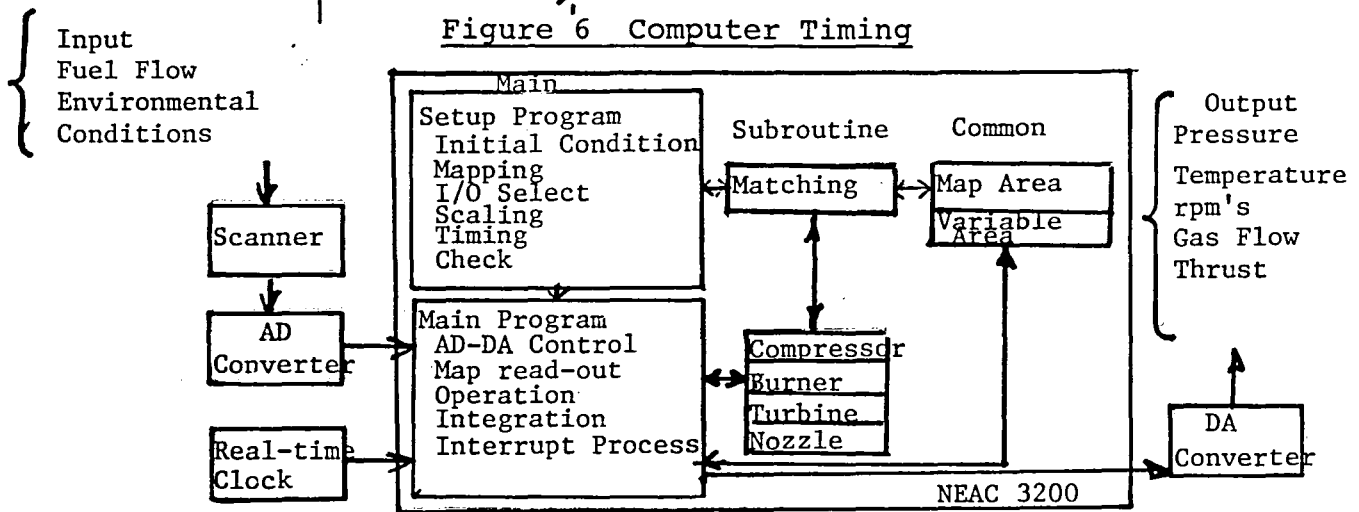 Figure 6 Computer Timing
Input
Fuel Flow
Environmental
Conditions
Scanner
AD
Converter
Real-time
Clock
Main
Setup Program
Initial Condition
Mapping
I/O Select
Scaling
Timing
Check
Main Program
AD-DA Control
Map read-out
Operation
Integration
Interrupt Process
Subroutine
Matching
Compressor
Burner
Turbine
Nozzle
Common
Map Area
Variable
Area
NEAC 3200
Output
Pressure
Temperature
rpm's
Gas Flow
Thrust
DA
Converter